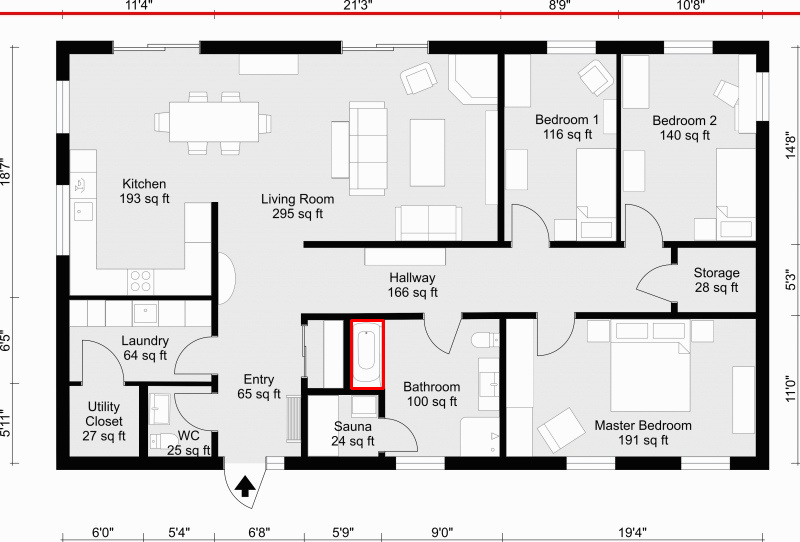 11'4"
21'3"
8'9"
10'8"
Bedroom 1
116 sq ft
Bedroom 2
140 sq ft
14'8"
18'7"
Kitchen
193 sq ft
Living Room
295 sq ft
Hallway
166 sq ft
Storage
28 sq ft
5'3"
6'5"
Laundry
64 sq ft
Entry
65 sq ft
Bathroom
100 sq ft
11'0"
Utility
Closet
27 sq ft
WC
25 sq ft
Sauna
24 sq ft
Master Bedroom
191 sq ft
5'11"
6'0"
5'4"
6'8"
5'9"
9'0"
19'4"